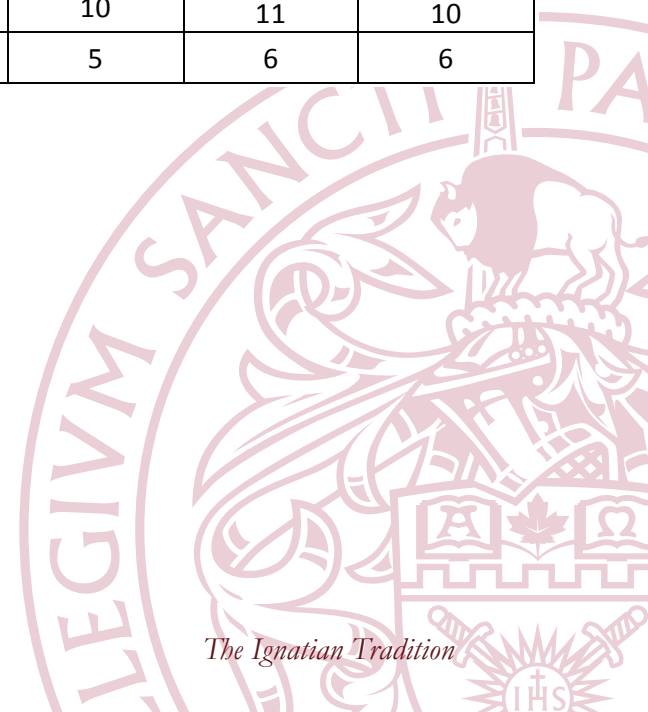 10 11 10
5 6 6
LEGIVM SANCTI PA
A Ω
The Ignatian Tradition
IHS